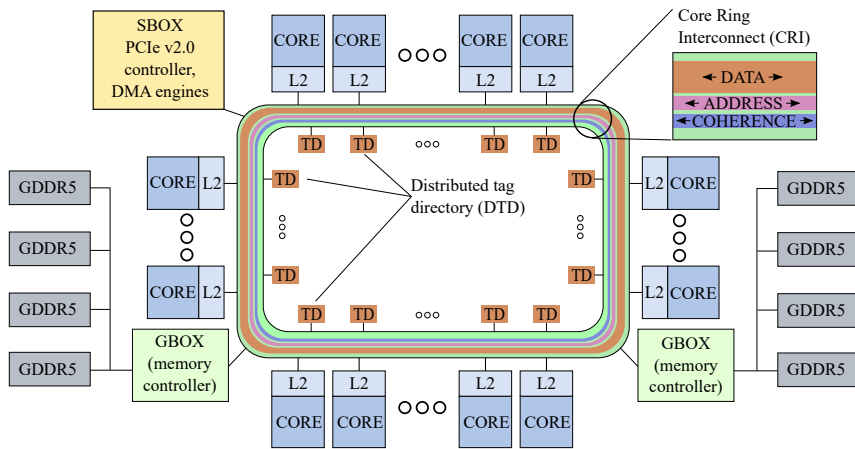 SBOX
PCIe v2.0
controller,
DMA engines
CORE
L2
CORE
L2
CORE
L2
CORE
L2
Core Ring
Interconnect (CRI)
DATA
ADDRESS
COHERENCE
TD
TD
TD
TD
TD
TD
TD
TD
TD
TD
TD
TD
Distributed tag
directory (DTD)
CORE
L2
CORE
L2
L2
CORE
L2
CORE
GDDR5
GDDR5
GDDR5
GDDR5
GDDR5
GDDR5
GDDR5
GDDR5
GBOX
(memory
controller)
GBOX
(memory
controller)
L2
CORE
L2
CORE
L2
CORE
L2
CORE